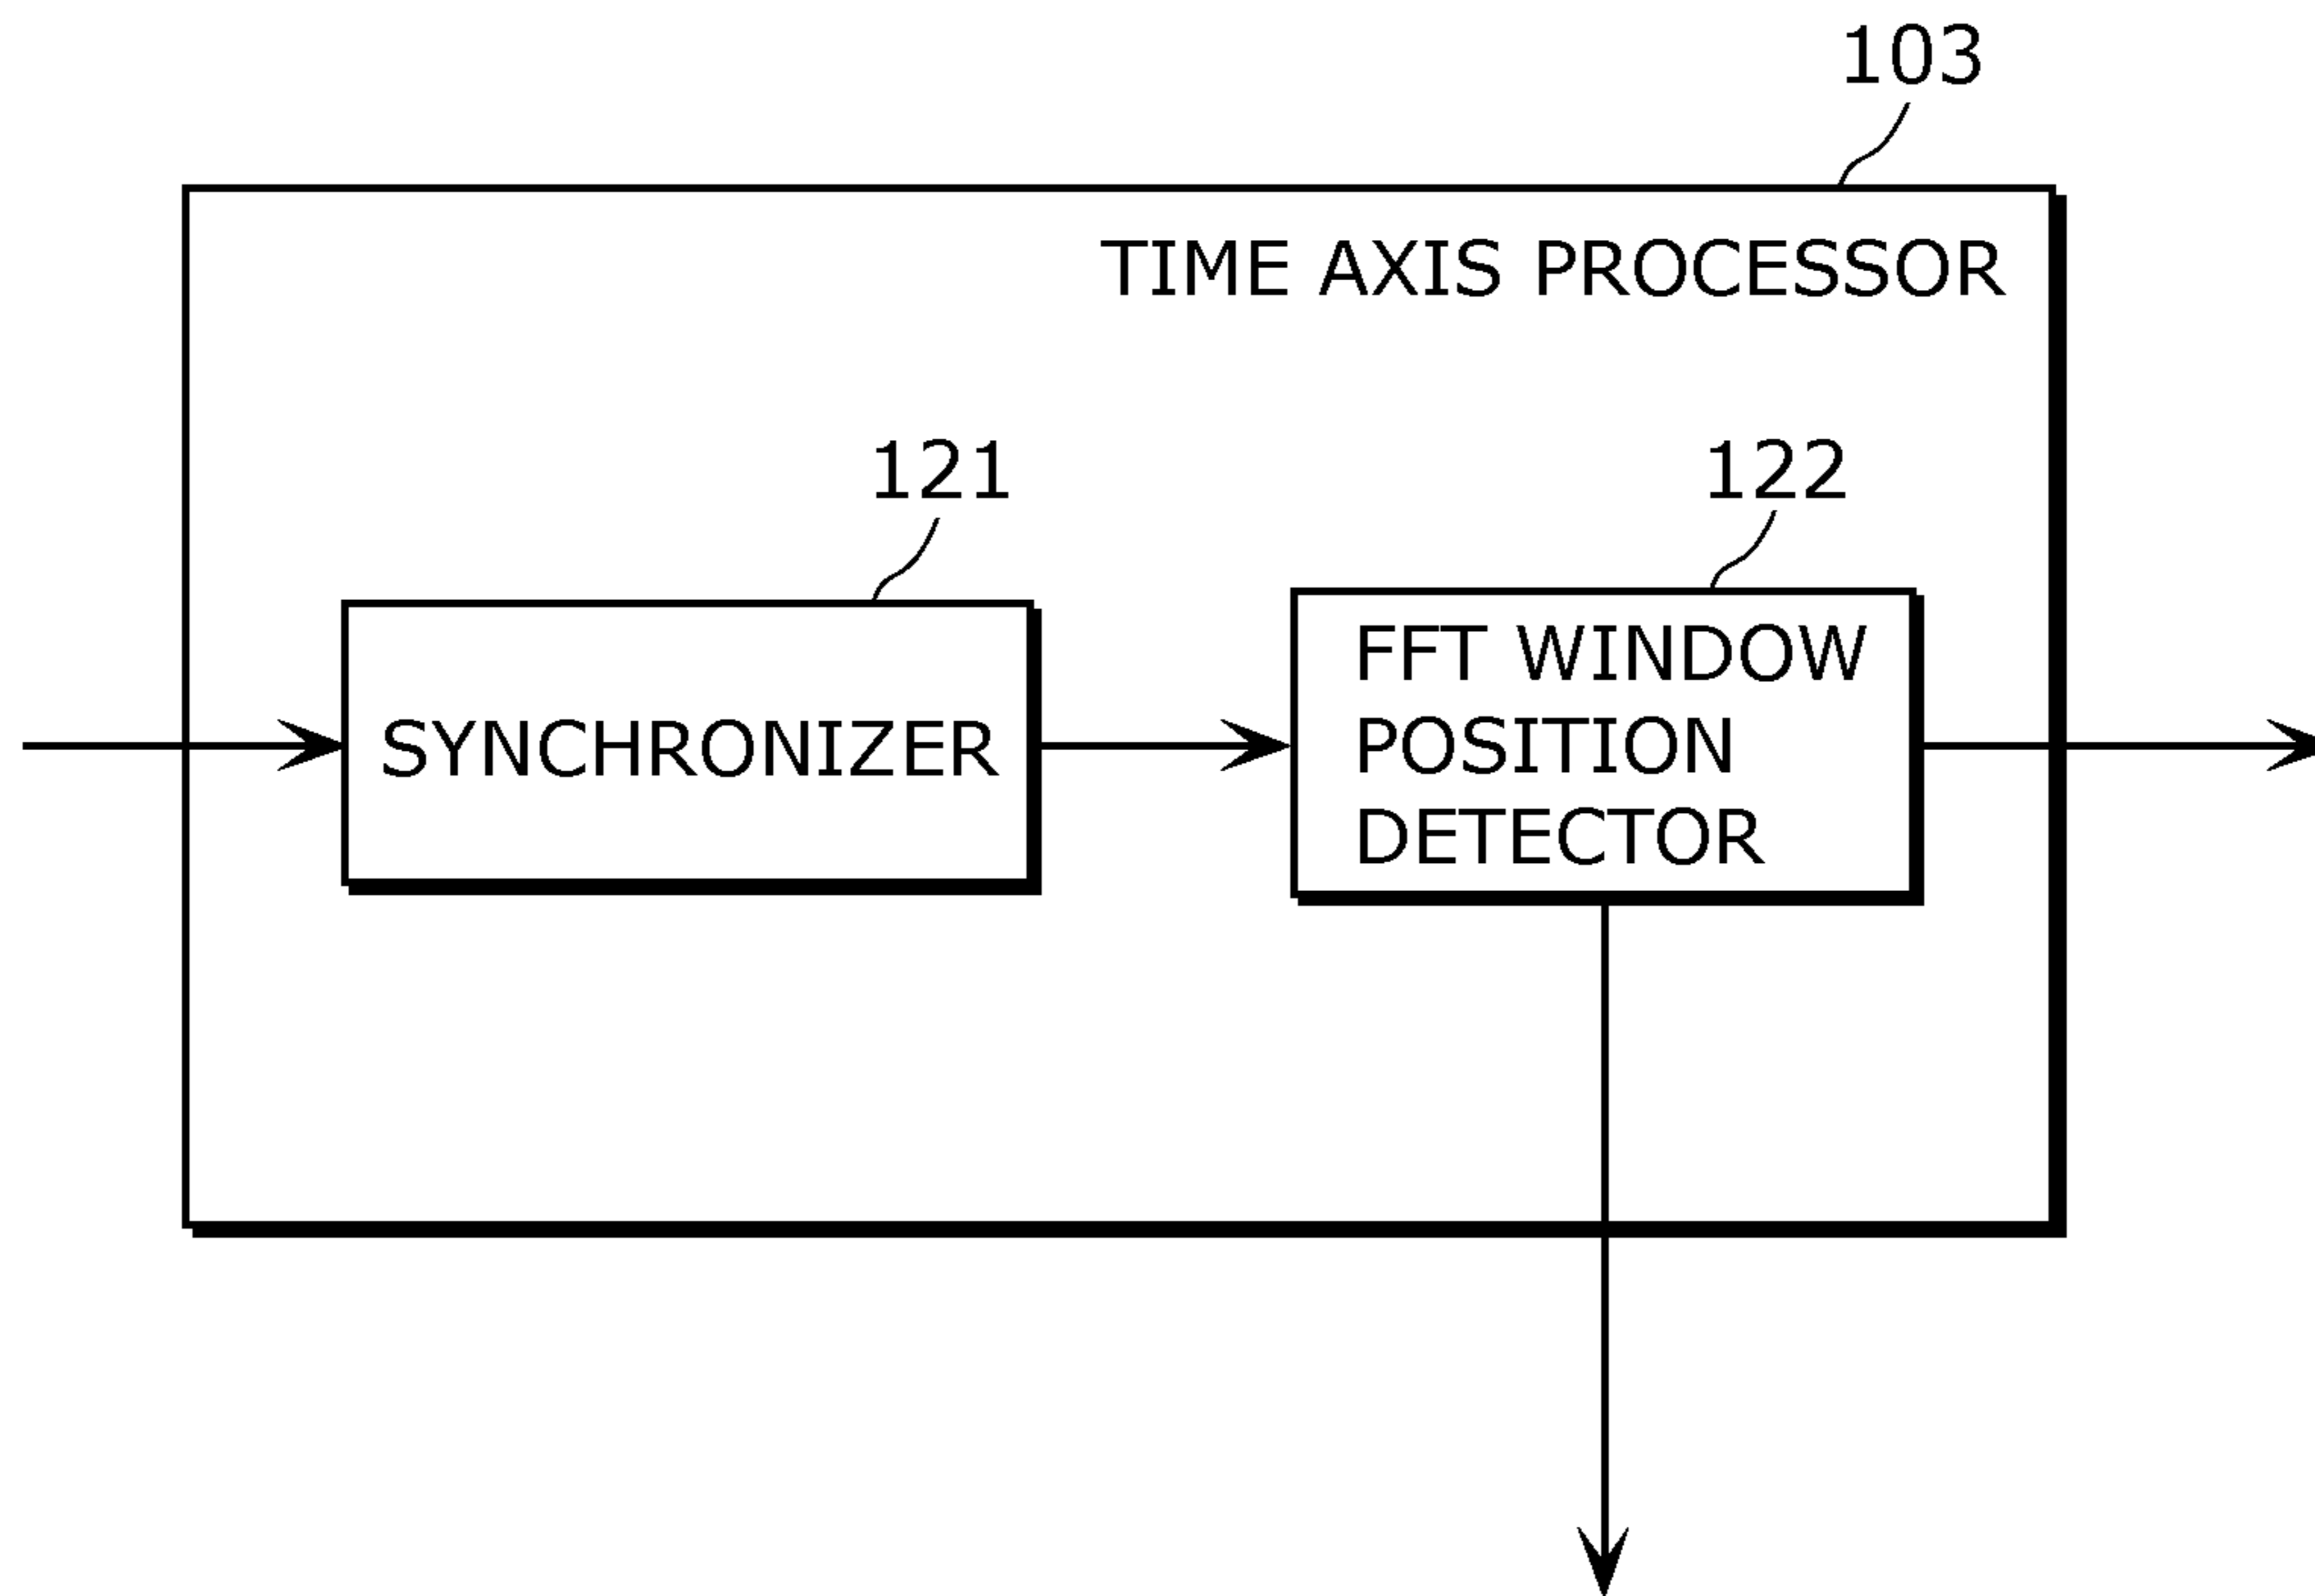 103
TIME AXIS PROCESSOR
121
122
SYNCHRONIZER
FFT WINDOW
POSITION
DETECTOR